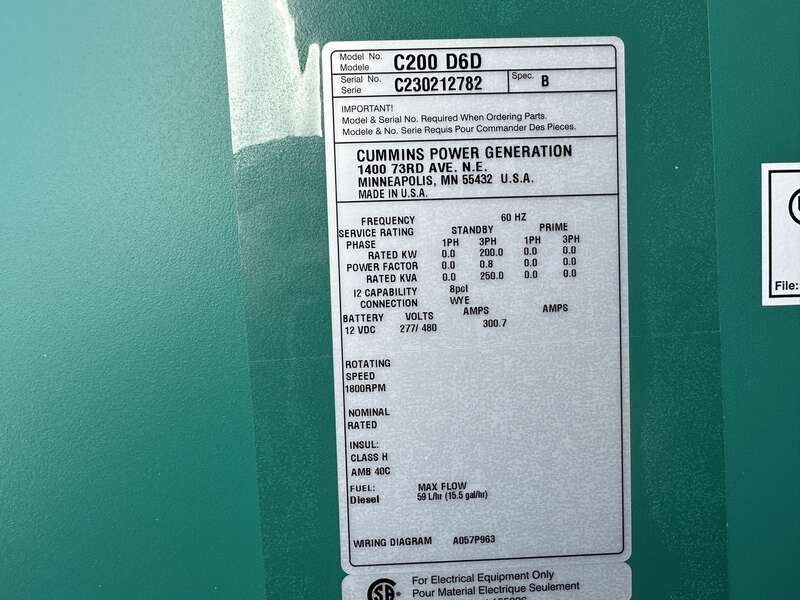 Model No. C200 D6D
Modele
Serial No. C230212782 Spec. B
Serie
IMPORTANT!
Model & Serial No. Required When Ordering Parts.
Modele & No. Serie Requis Pour Commander Des Pieces.
CUMMINS POWER GENERATION
1400 73RD AVE. N.E.
MINNEAPOLIS, MN 55432 U.S.A.
MADE IN U.S.A.
FREQUENCY 60 HZ
SERVICE RATING STANDBY PRIME
PHASE 1PH 3PH 1PH 3PH
RATED KW 0.0 200.0 0.0 0.0
POWER FACTOR 0.0 0.8 0.0 0.0
RATED KVA 0.0 250.0 0.0 0.0
I2 CAPABILITY 8pct
CONNECTION WYE
BATTERY VOLTS AMPS AMPS
12 VDC 277/ 480 300.7
ROTATING
SPEED
1800RPM
NOMINAL
RATED
INSUL:
CLASS H
AMB 40C
FUEL: MAX FLOW
Diesel 59 L/hr (15.5 gal/hr)
WIRING DIAGRAM A057P963
For Electrical Equipment Only
Pour Material Electrique Seulement
File: